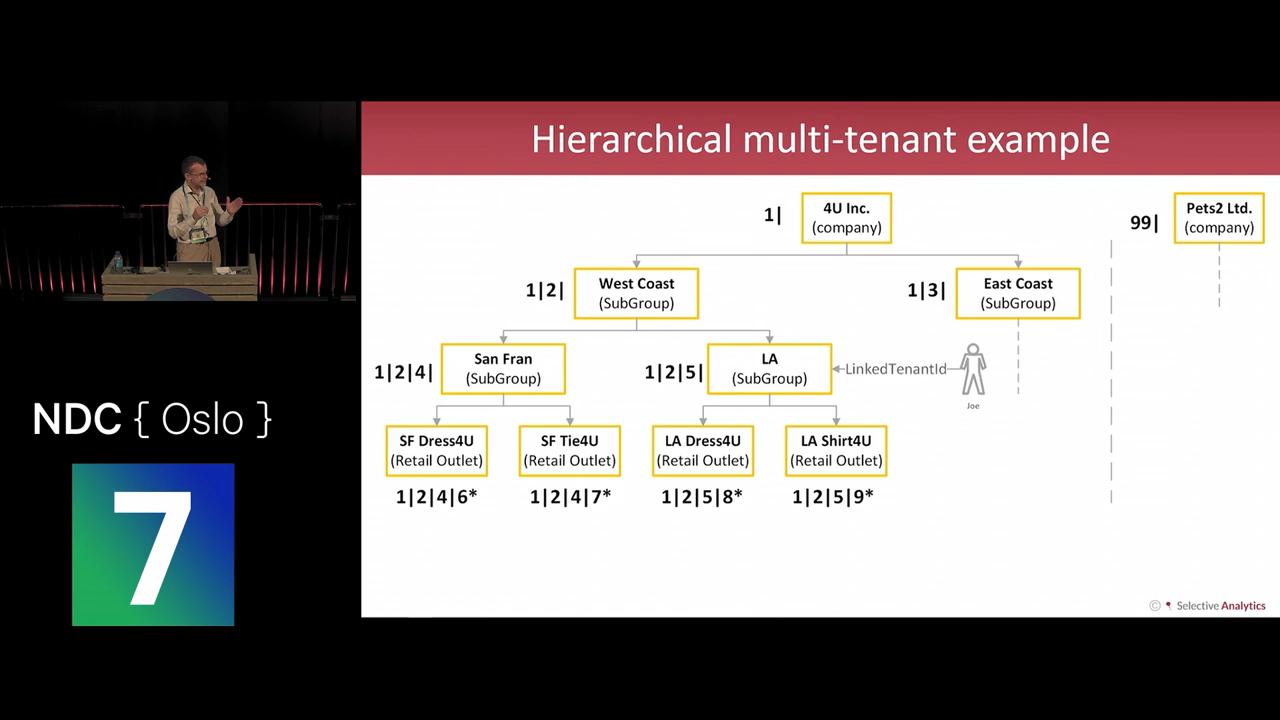 Hierarchical multi-tenant example
1|
4U Inc.
(company)
99|
Pets2 Ltd.
(company)
1|2|
West Coast
(SubGroup)
1|3|
East Coast
(SubGroup)
1|2|4|
San Fran
(SubGroup)
1|2|5|
LA
(SubGroup)
LinkedTenantId
Joe
SF Dress4U
(Retail Outlet)
SF Tie4U
(Retail Outlet)
LA Dress4U
(Retail Outlet)
LA Shirt4U
(Retail Outlet)
1|2|4|6*
1|2|4|7*
1|2|5|8*
1|2|5|9*
NDC { Oslo }
7
© Selective Analytics